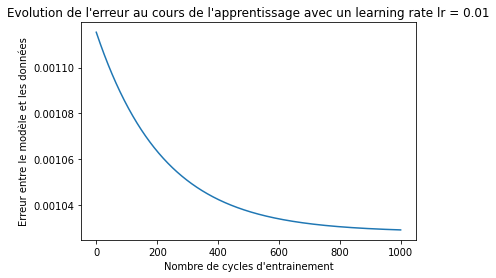 Evolution de l'erreur au cours de l'apprentissage avec un learning rate lr = 0.01
Erreur entre le modèle et les données
0.00110
0.00108
0.00106
0.00104
0 200 400 600 800 1000
Nombre de cycles d'entrainement